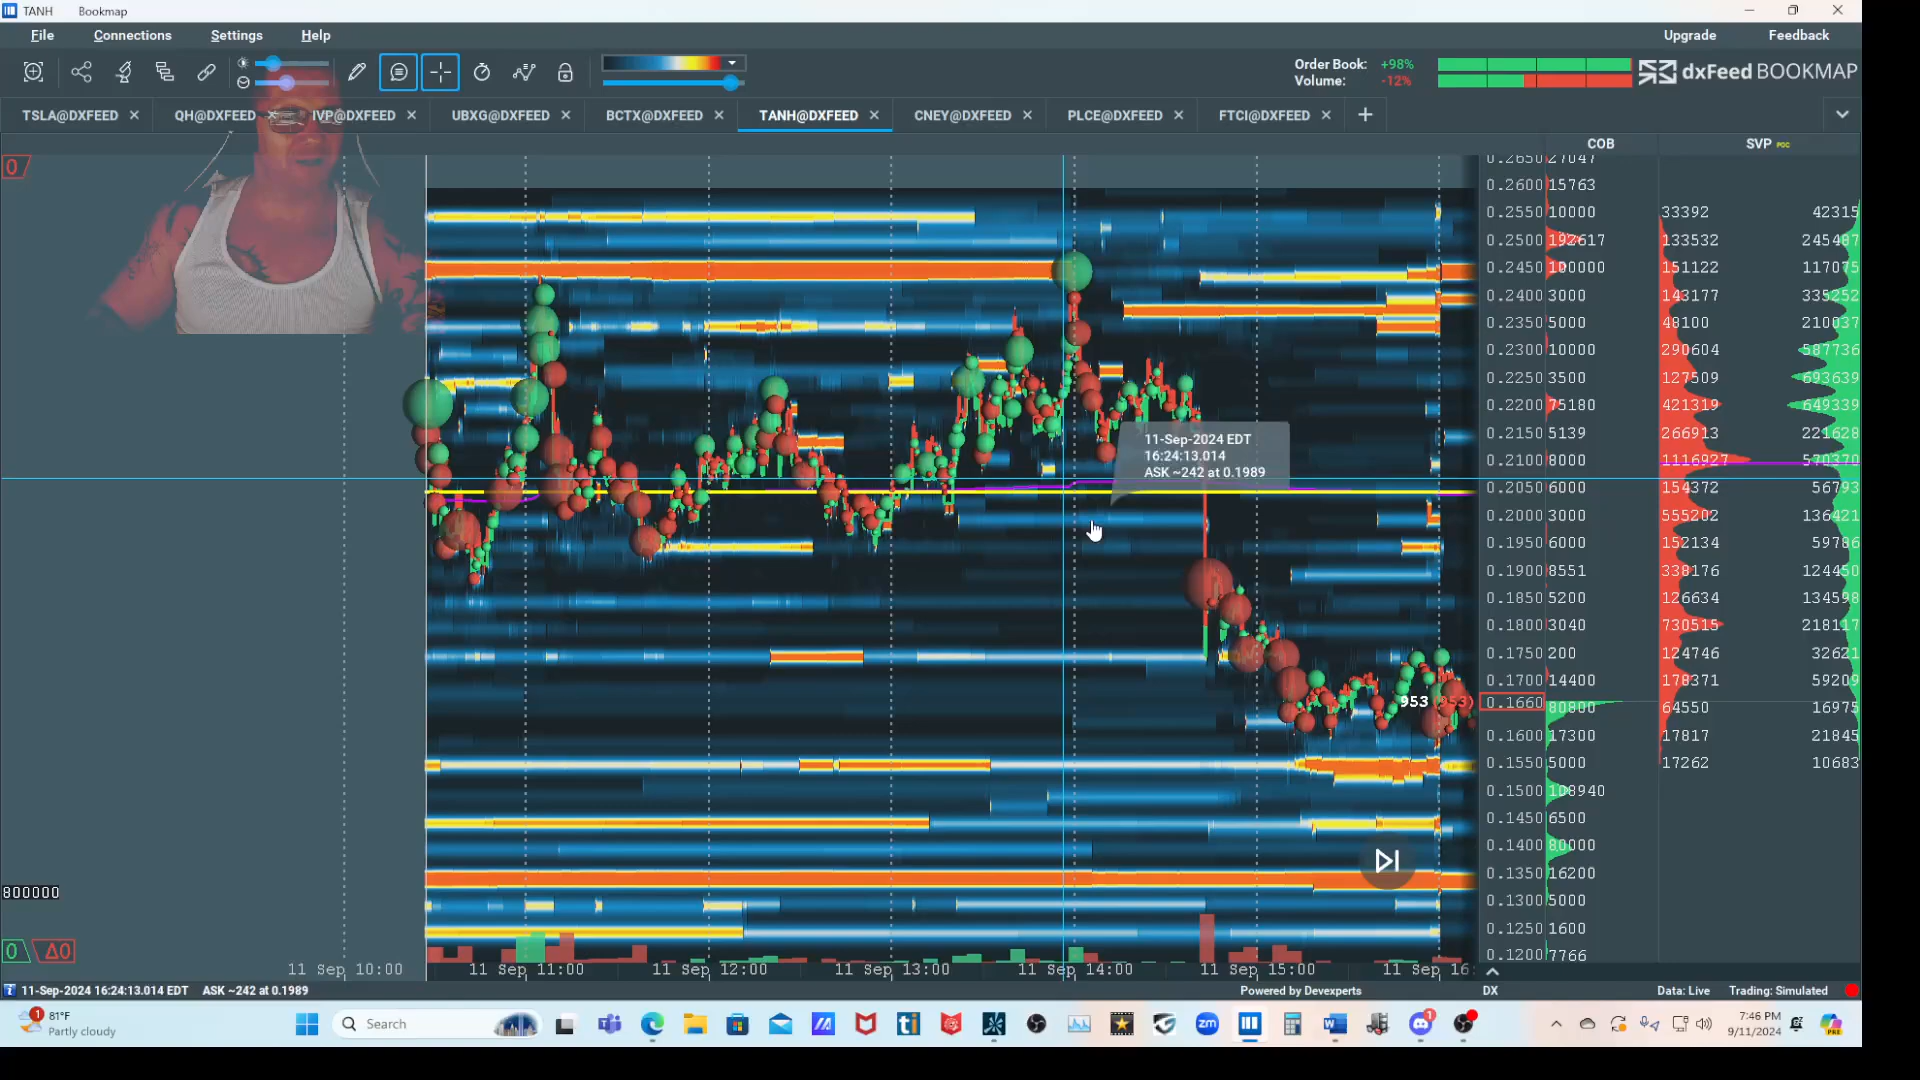 TANH Bookmap
File Connections Settings Help Upgrade Feedback
Order Book: +98%
Volume: -12%
dxFeed BOOKMAP
TSLA@DXFEED QH@DXFEED IVP@DXFEED UBXG@DXFEED BCTX@DXFEED TANH@DXFEED CNEY@DXFEED PLCE@DXFEED FTCI@DXFEED
COB SVP POC
0
0.2650 27047
0.2600 15763
0.2550 10000 33392 42315
0.2500 192617 133532 245487
0.2450 100000 151122 117075
0.2400 3000 143177 335252
0.2350 5000 48100 210037
0.2300 10000 290604 587736
0.2250 3500 127509 693639
0.2200 75180 421319 649339
0.2150 5139 266913 221628
0.2100 8000 1116927 570370
0.2050 6000 154372 56793
0.2000 3000 555202 136421
0.1950 6000 152134 59786
0.1900 8551 338176 124450
0.1850 5200 126634 134598
0.1800 3040 730515 218117
0.1750 200 124746 32621
0.1700 14400 178371 59209
0.1660 80800 64550 16975
0.1600 17300 17817 21845
0.1550 5000 17262 10683
0.1500 108940
0.1450 6500
0.1400 80000
0.1350 16200
0.1300 5000
0.1250 1600
0.1200 7766
11-Sep-2024 EDT
16:24:13.014
ASK ~242 at 0.1989
953 (953)
800000
0 Δ0
11 Sep 10:00 11 Sep 11:00 11 Sep 12:00 11 Sep 13:00 11 Sep 14:00 11 Sep 15:00 11 Sep 16:
11-Sep-2024 16:24:13.014 EDT ASK ~242 at 0.1989 Powered by Devexperts DX Data: Live Trading: Simulated
1 81°F
Partly cloudy
Search
ti
zm
1
7:46 PM
9/11/2024
PRE